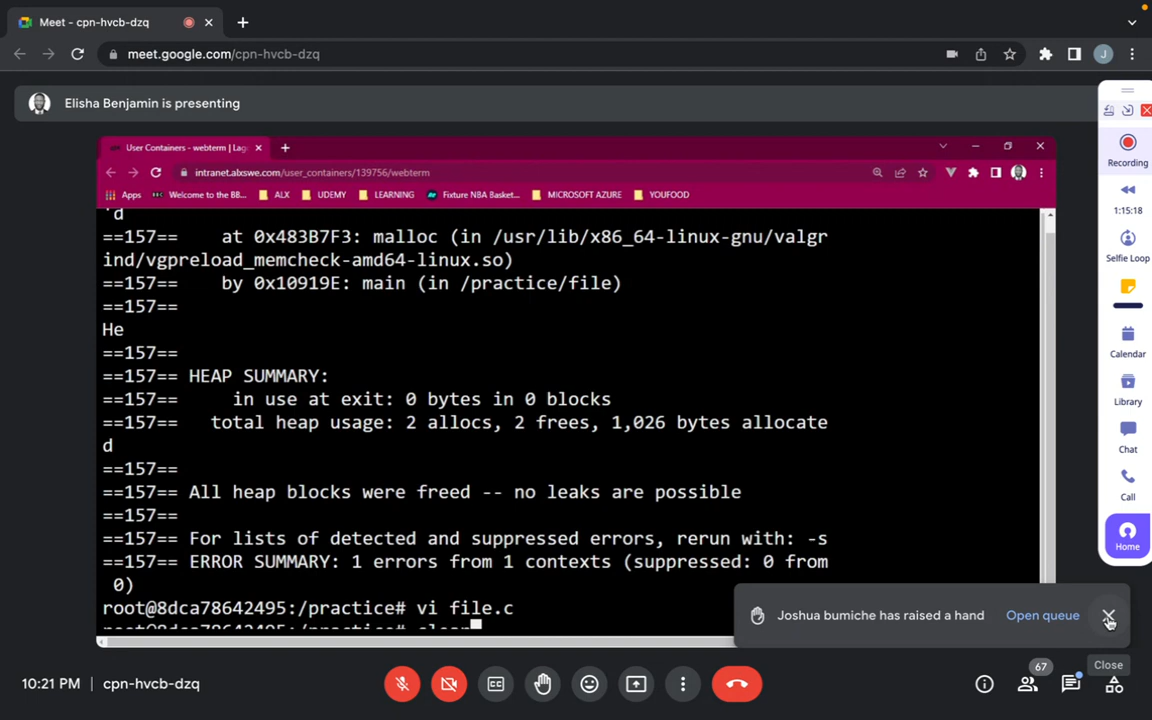 Meet - cpn-hvcb-dzq
meet.google.com/cpn-hvcb-dzq
J
Elisha Benjamin is presenting
User Containers - webterm | Lag
intranet.alxswe.com/user_containers/139756/webterm
Apps
Welcome to the BB...
ALX
UDEMY
LEARNING
Fixture NBA Basket...
MICROSOFT AZURE
YOUFOOD
'd
==157==    at 0x483B7F3: malloc (in /usr/lib/x86_64-linux-gnu/valgr
ind/vgpreload_memcheck-amd64-linux.so)
==157==    by 0x10919E: main (in /practice/file)
==157==
He
==157==
==157== HEAP SUMMARY:
==157==     in use at exit: 0 bytes in 0 blocks
==157==   total heap usage: 2 allocs, 2 frees, 1,026 bytes allocate
d
==157==
==157== All heap blocks were freed -- no leaks are possible
==157==
==157== For lists of detected and suppressed errors, rerun with: -s
==157== ERROR SUMMARY: 1 errors from 1 contexts (suppressed: 0 from
 0)
root@8dca78642495:/practice# vi file.c
root@8dca78642495:/practice# clear
Joshua bumiche has raised a hand
Open queue
Close
Recording
1:15:18
Selfie Loop
Calendar
Library
Chat
Call
Home
10:21 PM
cpn-hvcb-dzq
CC
67